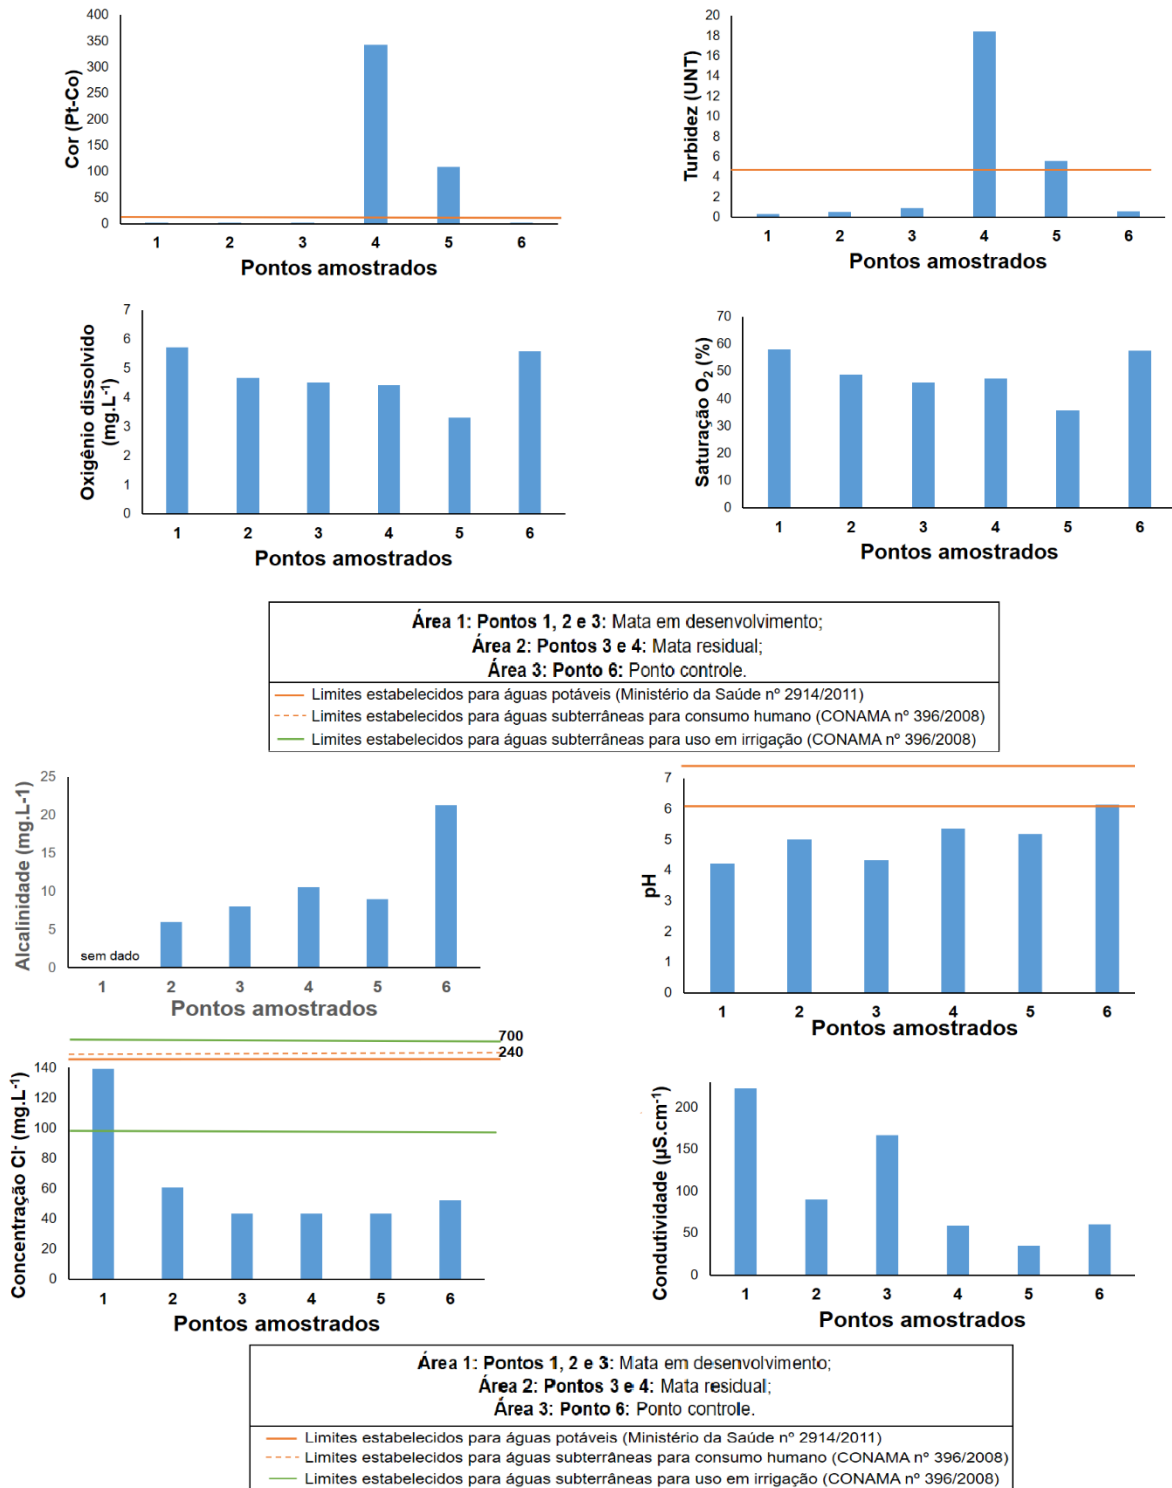 400
350
300
250
200
150
100
50
0
Cor (Pt-Co)
1 2 3 4 5 6
Pontos amostrados
20
18
16
14
12
10
8
6
4
2
0
Turbidez (UNT)
1 2 3 4 5 6
Pontos amostrados
7
6
5
4
3
2
1
0
Oxigênio dissolvido
(mg.L-1)
1 2 3 4 5 6
Pontos amostrados
70
60
50
40
30
20
10
0
Saturação O2 (%)
1 2 3 4 5 6
Pontos amostrados
Área 1: Pontos 1, 2 e 3: Mata em desenvolvimento;
Área 2: Pontos 3 e 4: Mata residual;
Área 3: Ponto 6: Ponto controle.
Limites estabelecidos para águas potáveis (Ministério da Saúde nº 2914/2011)
Limites estabelecidos para águas subterrâneas para consumo humano (CONAMA nº 396/2008)
Limites estabelecidos para águas subterrâneas para uso em irrigação (CONAMA nº 396/2008)
25
20
15
10
5
0
Alcalinidade (mg.L-1)
sem dado
1 2 3 4 5 6
Pontos amostrados
7
6
5
4
3
2
1
0
pH
1 2 3 4 5 6
Pontos amostrados
700
240
140
120
100
80
60
40
20
0
Concentração Cl- (mg.L-1)
1 2 3 4 5 6
Pontos amostrados
200
150
100
50
0
Condutividade (µS.cm-1)
1 2 3 4 5 6
Pontos amostrados
Área 1: Pontos 1, 2 e 3: Mata em desenvolvimento;
Área 2: Pontos 3 e 4: Mata residual;
Área 3: Ponto 6: Ponto controle.
Limites estabelecidos para águas potáveis (Ministério da Saúde nº 2914/2011)
Limites estabelecidos para águas subterrâneas para consumo humano (CONAMA nº 396/2008)
Limites estabelecidos para águas subterrâneas para uso em irrigação (CONAMA nº 396/2008)